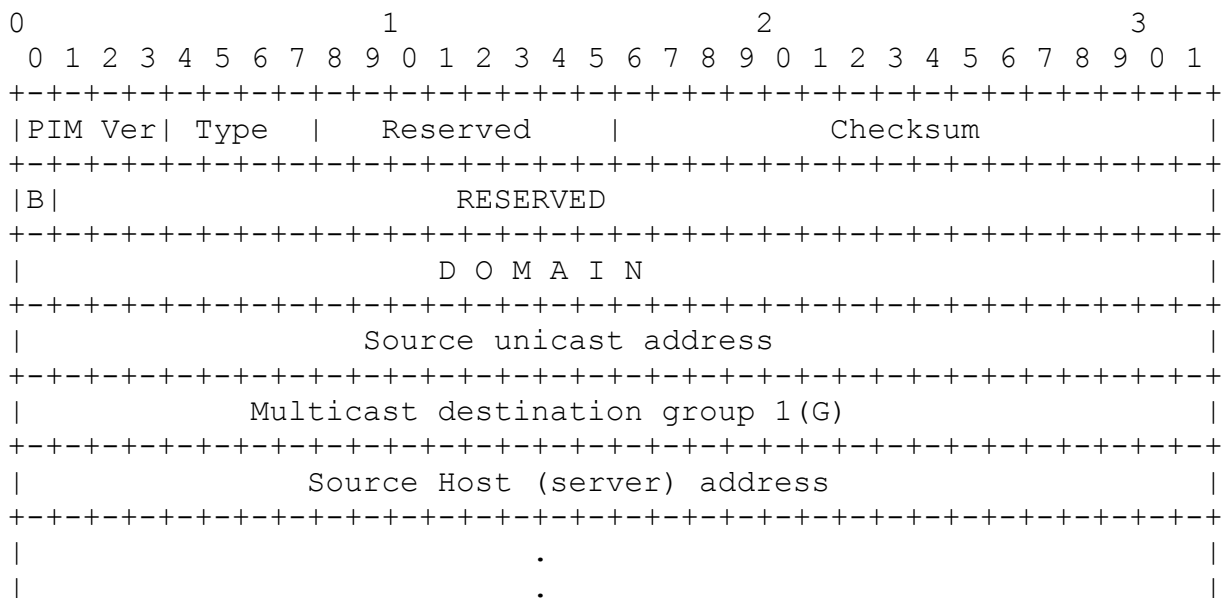 0                   1                   2                   3
 0 1 2 3 4 5 6 7 8 9 0 1 2 3 4 5 6 7 8 9 0 1 2 3 4 5 6 7 8 9 0 1
+-+-+-+-+-+-+-+-+-+-+-+-+-+-+-+-+-+-+-+-+-+-+-+-+-+-+-+-+-+-+-+-+
|PIM Ver| Type  |   Reserved    |           Checksum            |
+-+-+-+-+-+-+-+-+-+-+-+-+-+-+-+-+-+-+-+-+-+-+-+-+-+-+-+-+-+-+-+-+
|B|                     RESERVED                                |
+-+-+-+-+-+-+-+-+-+-+-+-+-+-+-+-+-+-+-+-+-+-+-+-+-+-+-+-+-+-+-+-+
|                      D O M A I N                              |
+-+-+-+-+-+-+-+-+-+-+-+-+-+-+-+-+-+-+-+-+-+-+-+-+-+-+-+-+-+-+-+-+
|                  Source unicast address                       |
+-+-+-+-+-+-+-+-+-+-+-+-+-+-+-+-+-+-+-+-+-+-+-+-+-+-+-+-+-+-+-+-+
|            Multicast destination group 1(G)                   |
+-+-+-+-+-+-+-+-+-+-+-+-+-+-+-+-+-+-+-+-+-+-+-+-+-+-+-+-+-+-+-+-+
|               Source Host (server) address                    |
+-+-+-+-+-+-+-+-+-+-+-+-+-+-+-+-+-+-+-+-+-+-+-+-+-+-+-+-+-+-+-+-+
|                           .                                   |
|                           .                                   |